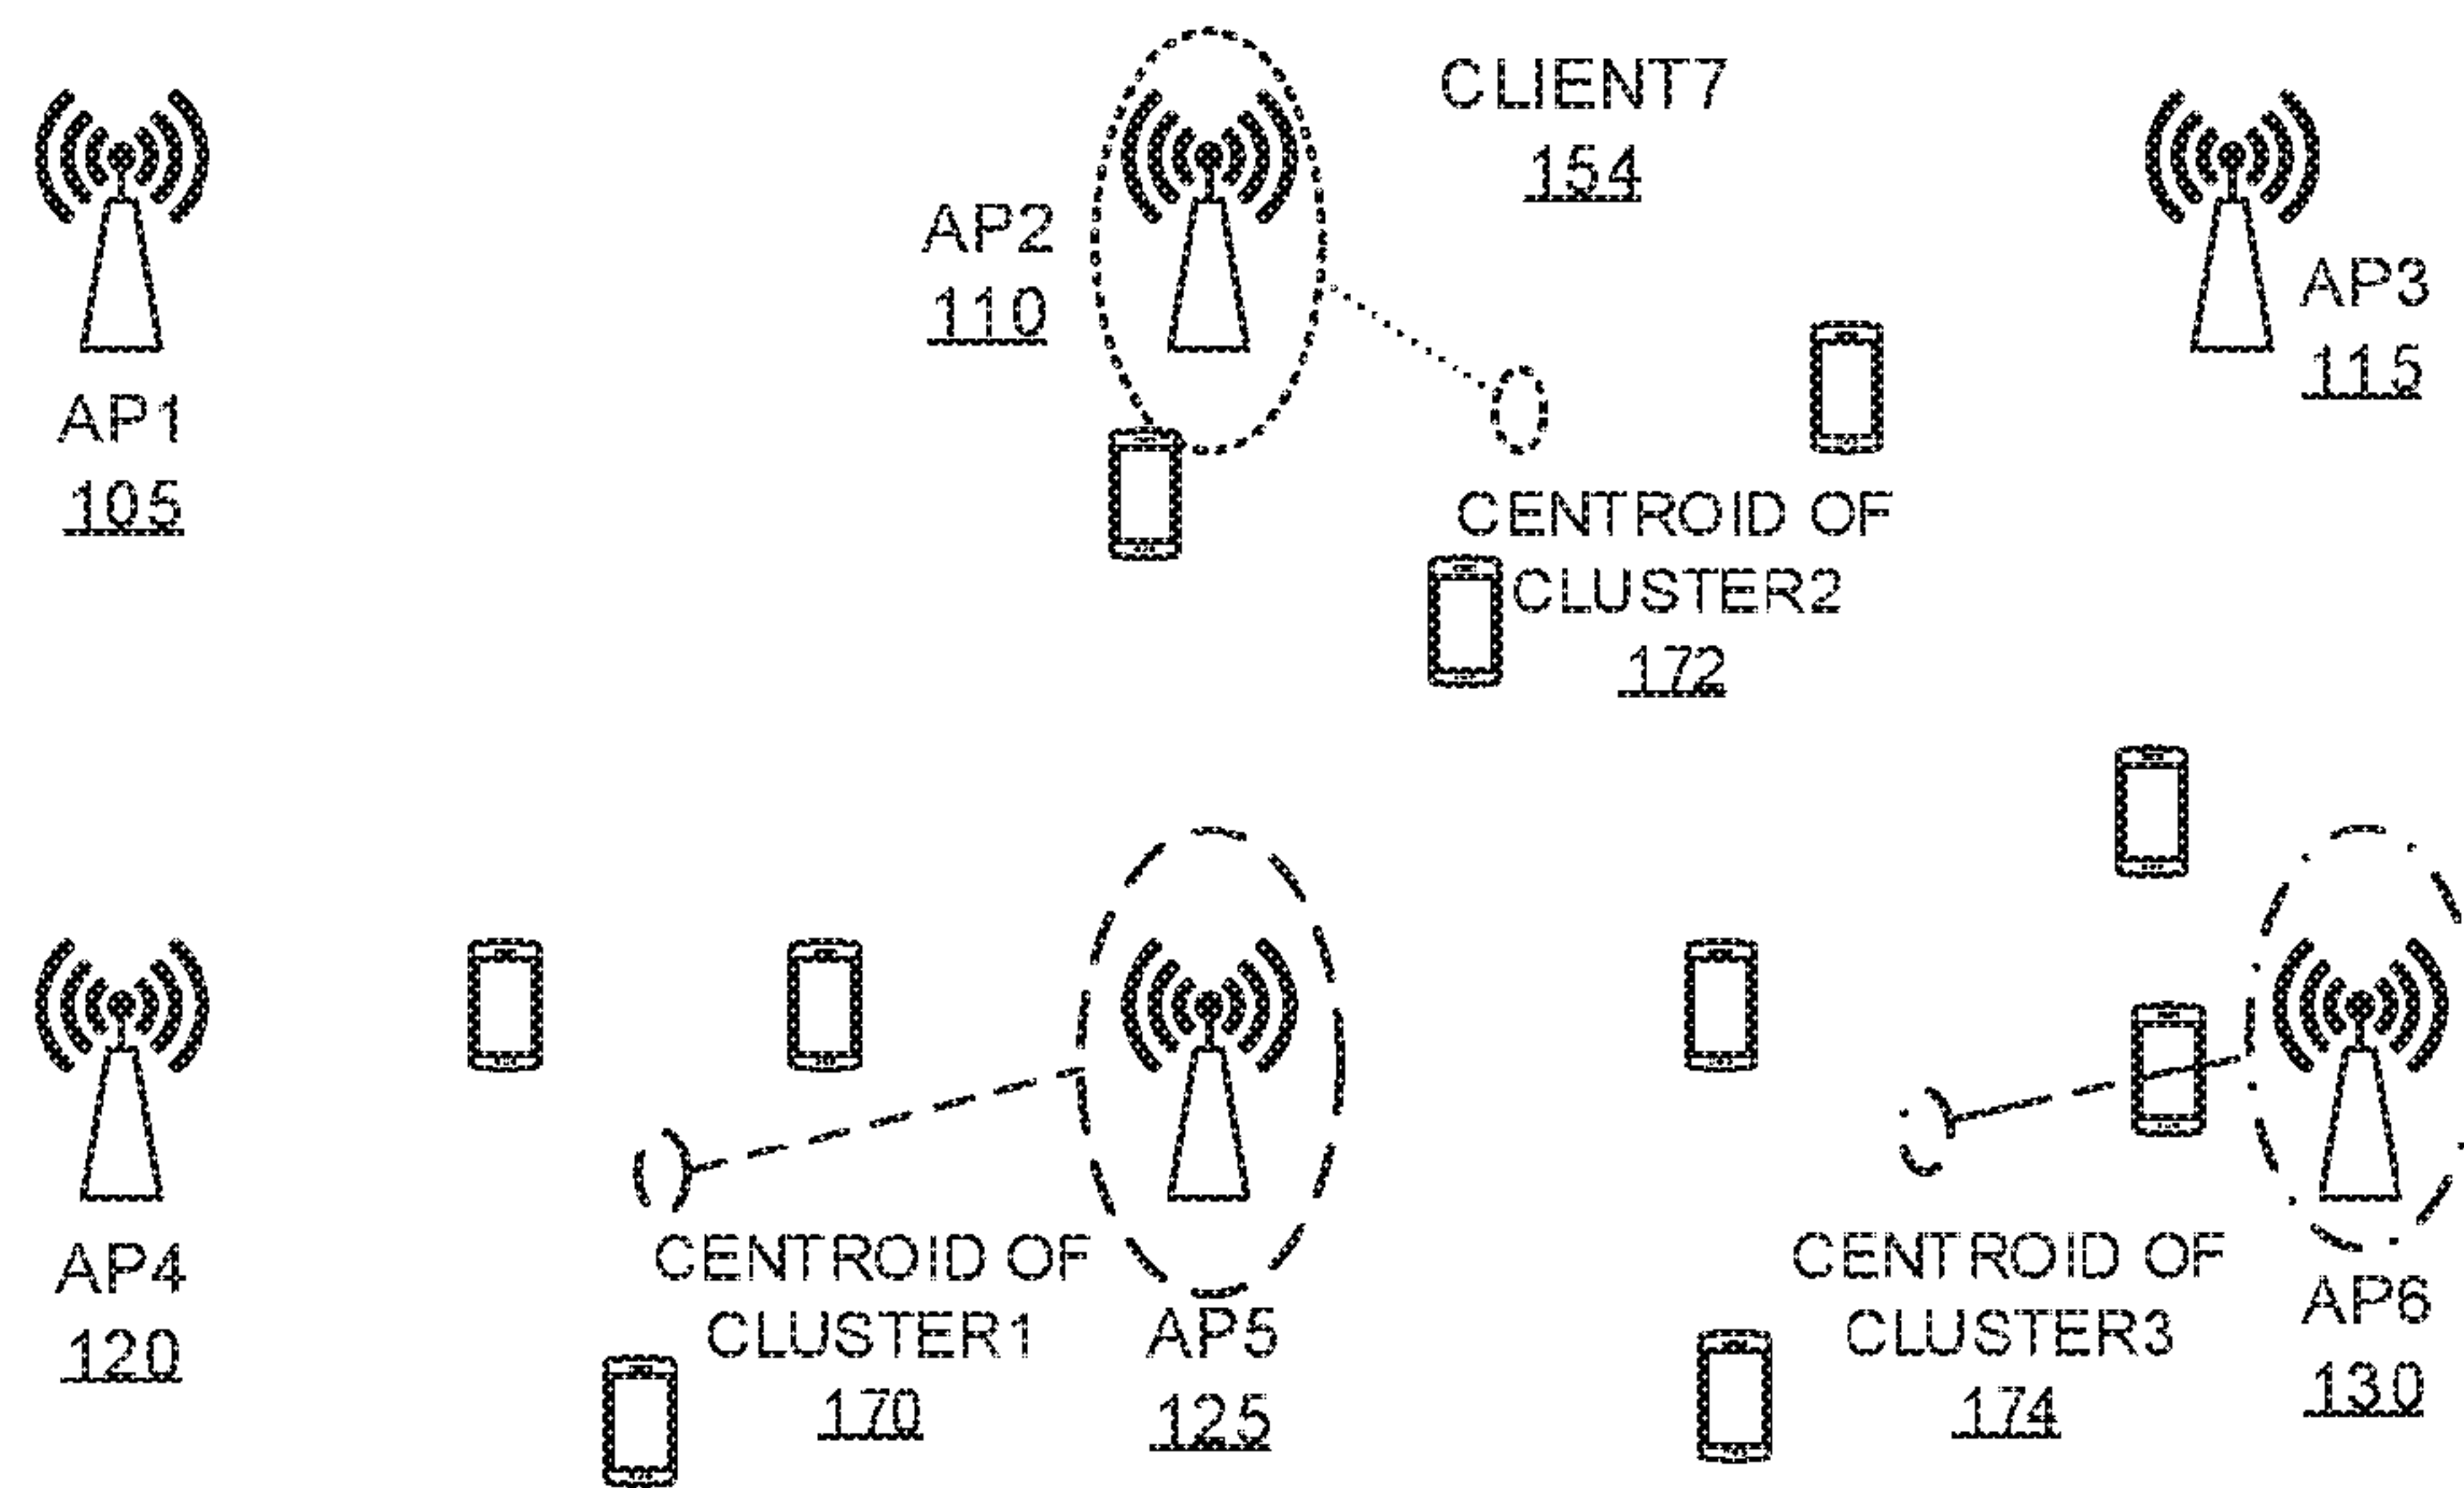 CLIENT7
154
AP2
110
AP3
115
AP1
105
CENTROID OF
CLUSTER2
172
CENTROID OF
CLUSTER1
170
CENTROID OF
CLUSTER3
174
AP4
120
AP5
125
AP6
130